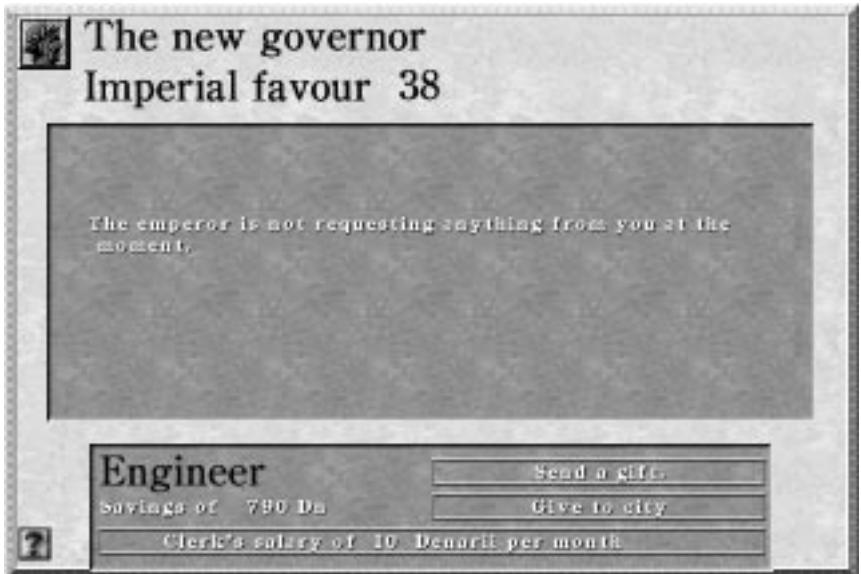 The new governor
Imperial favour 38
The emperor is not requesting anything from you at the
moment.
Engineer
Send a gift.
Savings of 790 Dn
Give to city
?
Clerk's salary of 10 Denarii per month